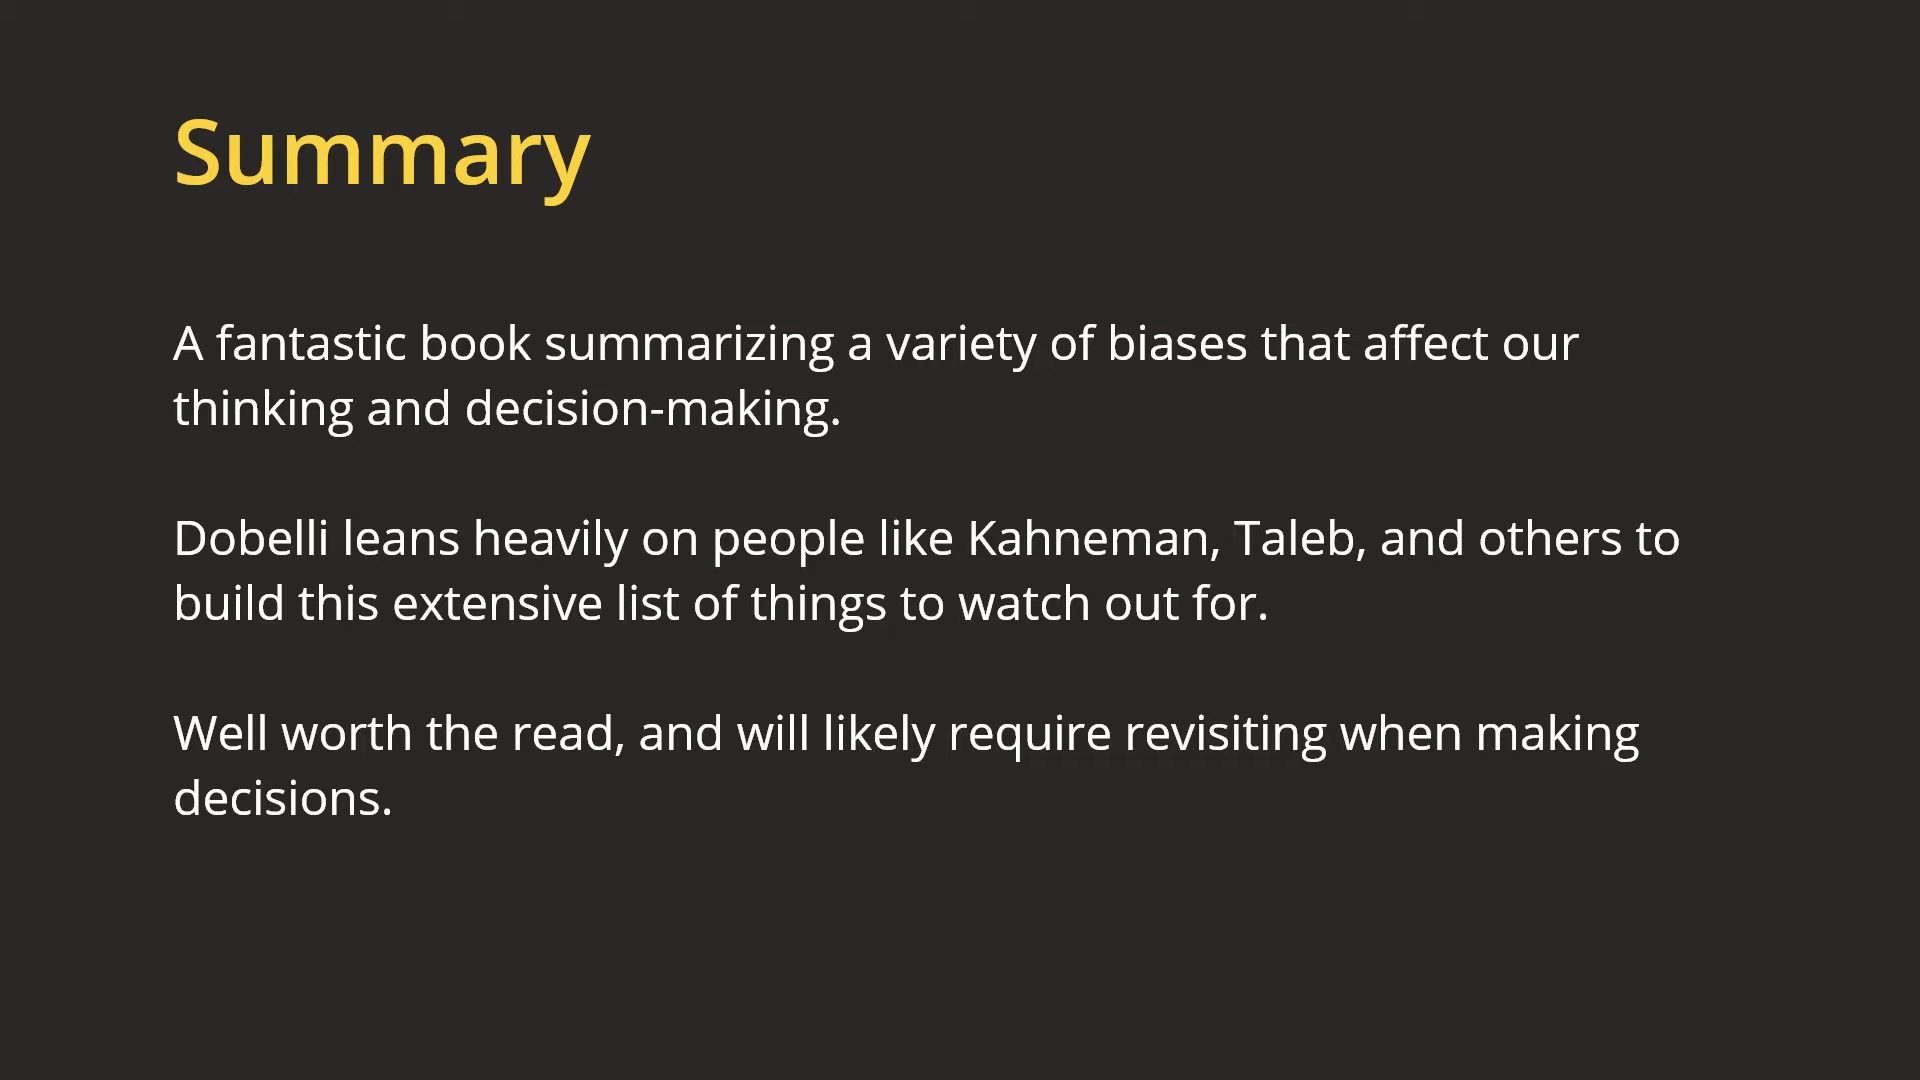 Summary
A fantastic book summarizing a variety of biases that affect our
thinking and decision-making.
Dobelli leans heavily on people like Kahneman, Taleb, and others to
build this extensive list of things to watch out for.
Well worth the read, and will likely require revisiting when making
decisions.